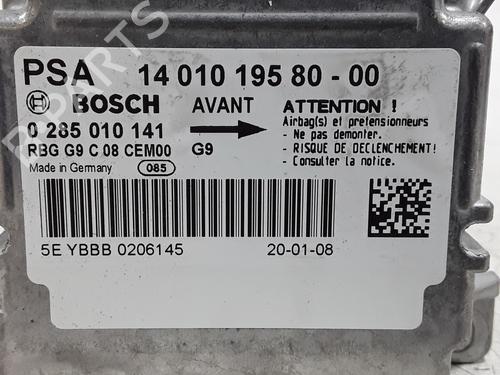 PSA 14 010 195 80 - 00
BOSCH AVANT
ATTENTION !
0 285 010 141
Airbag(s) et pretensionneurs
- Ne pas demonter.
RBG G9 C 08 CEM00 G9
- RISQUE DE DECLENCHEMENT!
- Consulter la notice.
Made in Germany 085
5E YBBB 0206145 20-01-08
B-PARTS